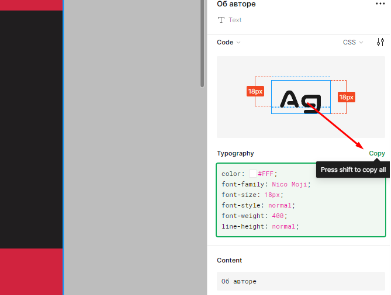 Об авторе
Text
Code
CSS
18px
Ag
18px
Typography
Copy
Press shift to copy all
color: #FFF;
font-family: Nico Moji;
font-size: 18px;
font-style: normal;
font-weight: 400;
line-height: normal;
Content
Об авторе